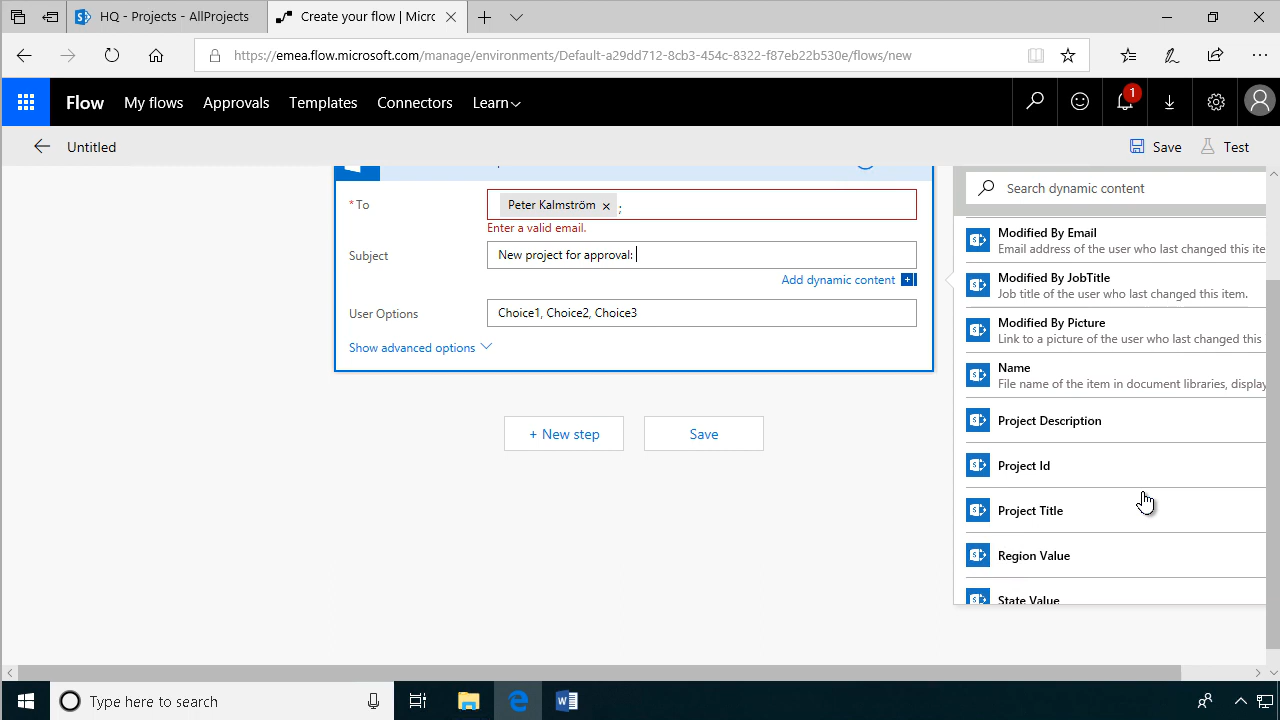 HQ - Projects - AllProjects
Create your flow | Micro
https://emea.flow.microsoft.com/manage/environments/Default-a29dd712-8cb3-454c-8322-f87eb22b530e/flows/new
Flow My flows Approvals Templates Connectors Learn
1
Untitled
Save Test
* To
Peter Kalmström × ;
Enter a valid email.
Subject
New project for approval:
Add dynamic content
User Options
Choice1, Choice2, Choice3
Show advanced options
+ New step
Save
Search dynamic content
Modified By Email
Email address of the user who last changed this ite
Modified By JobTitle
Job title of the user who last changed this item.
Modified By Picture
Link to a picture of the user who last changed this
Name
File name of the item in document libraries, display
Project Description
Project Id
Project Title
Region Value
State Value
Type here to search